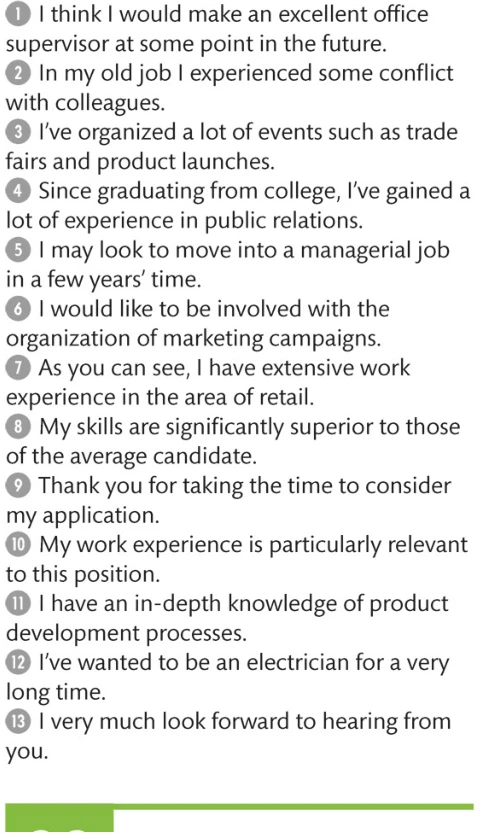 1 I think I would make an excellent office
supervisor at some point in the future.
2 In my old job I experienced some conflict
with colleagues.
3 I've organized a lot of events such as trade
fairs and product launches.
4 Since graduating from college, I've gained a
lot of experience in public relations.
5 I may look to move into a managerial job
in a few years' time.
6 I would like to be involved with the
organization of marketing campaigns.
7 As you can see, I have extensive work
experience in the area of retail.
8 My skills are significantly superior to those
of the average candidate.
9 Thank you for taking the time to consider
my application.
10 My work experience is particularly relevant
to this position.
11 I have an in-depth knowledge of product
development processes.
12 I've wanted to be an electrician for a very
long time.
13 I very much look forward to hearing from
you.